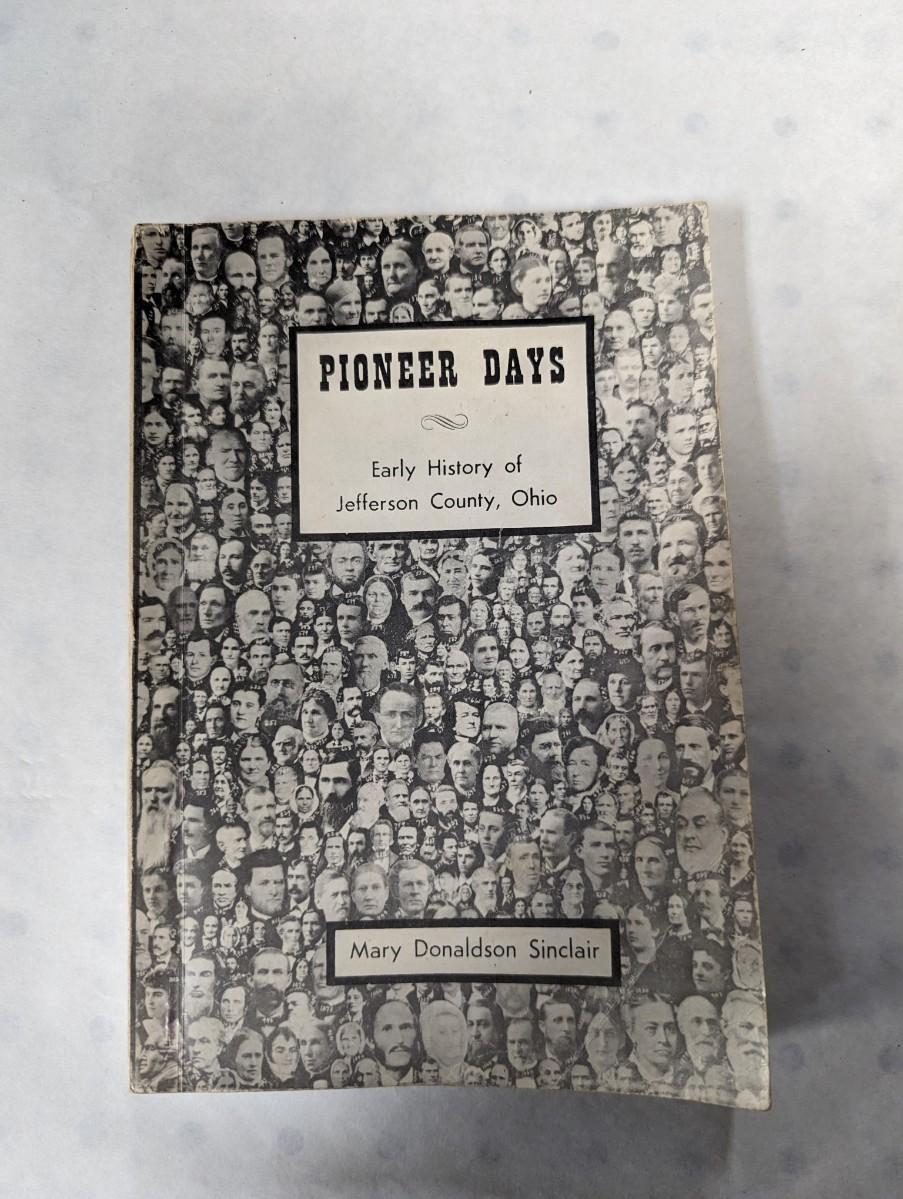 PIONEER DAYS
Early History of
Jefferson County, Ohio
Mary Donaldson Sinclair